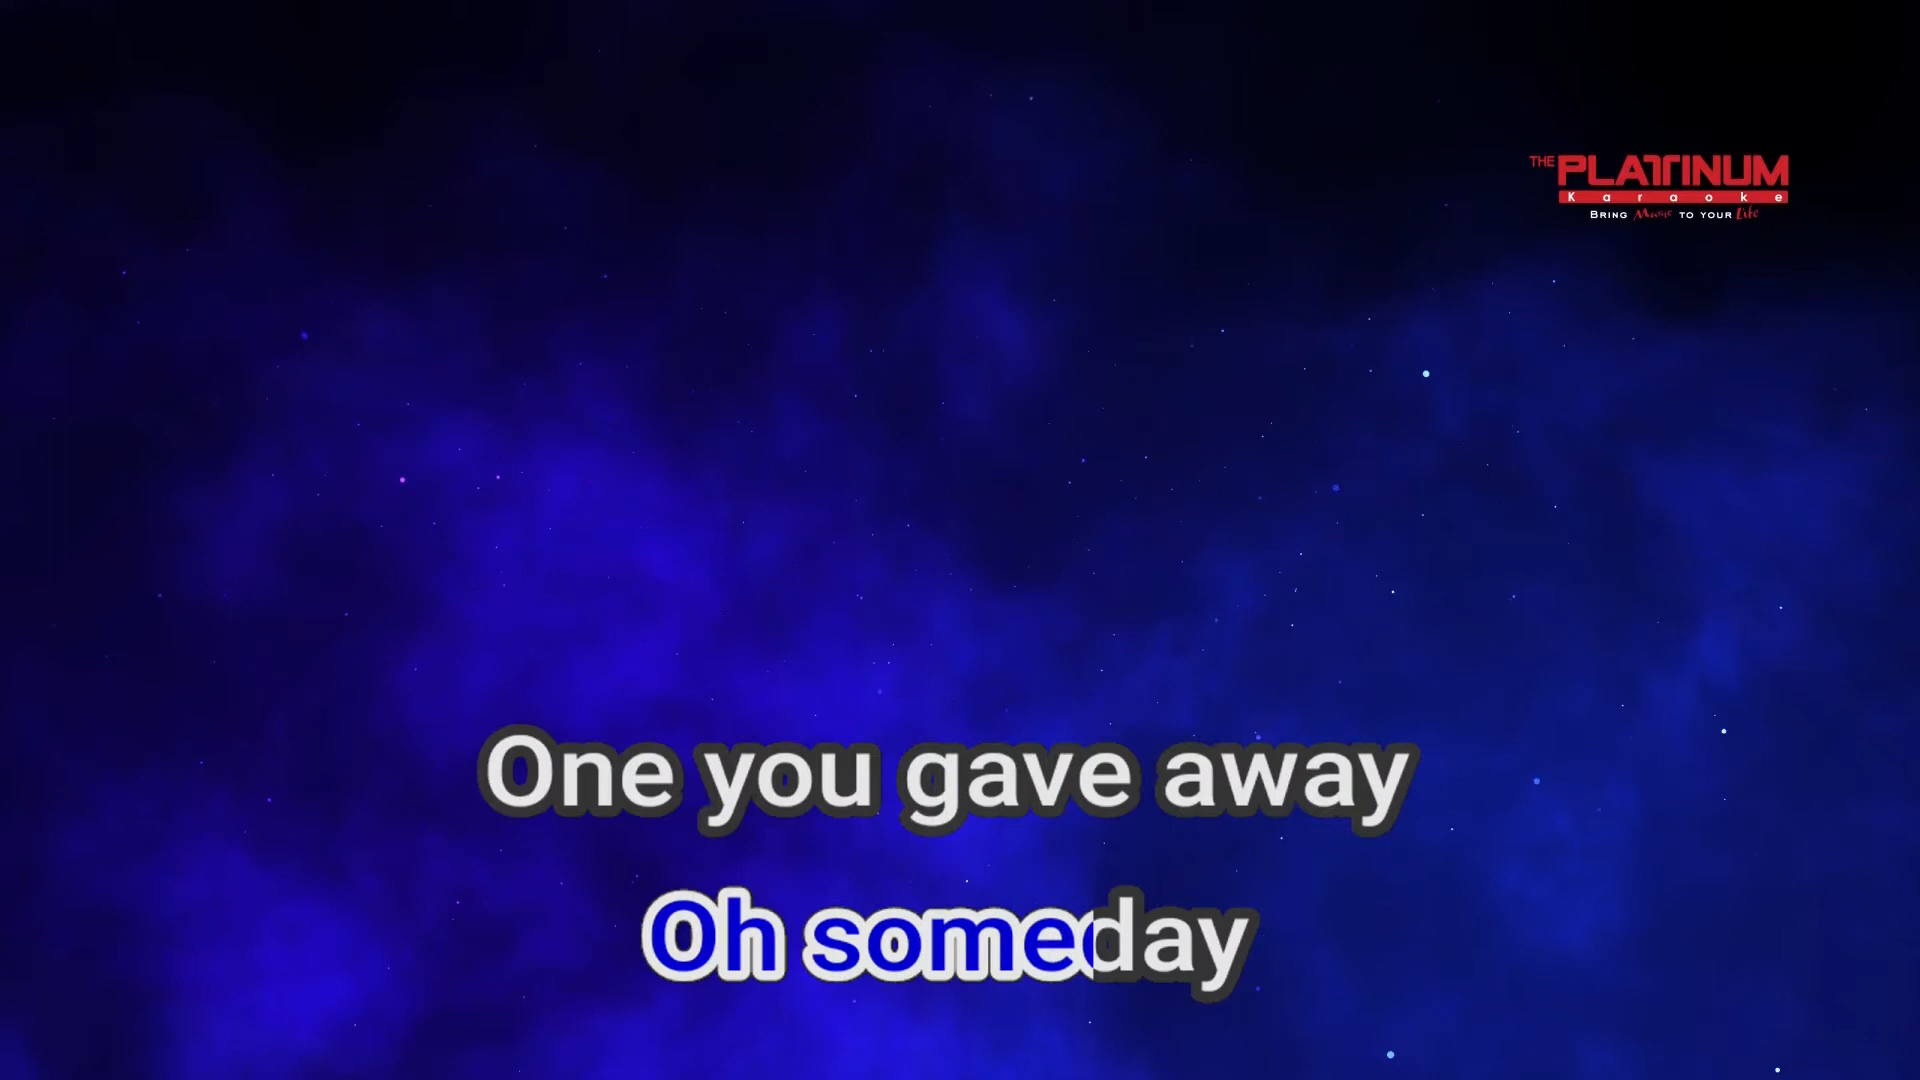 THE PLATINUM
Karaoke
BRING Music TO YOUR Life
One you gave away
Oh someday